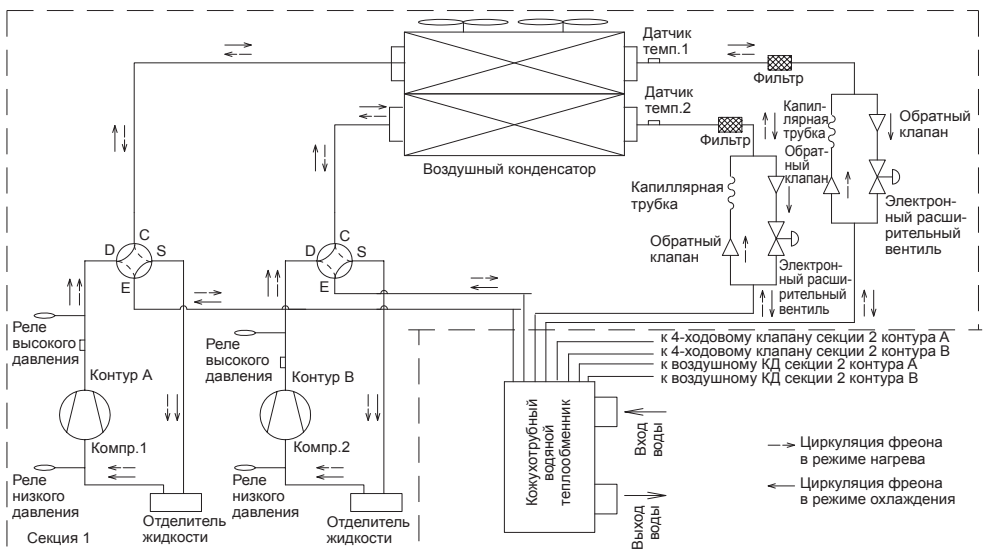 Датчик
темп.1
Фильтр
Датчик
темп.2
Фильтр
Воздушный конденсатор
Капил-
лярная
трубка
Обрат-
ный
клапан
Обратный
клапан
Электрон-
ный расши-
рительный
вентиль
Капиллярная
трубка
Обратный
клапан
Электрон-
ный расши-
рительный
вентиль
C
D
S
E
C
D
S
E
Реле
высокого
давления
Контур А
Компр.1
Реле
низкого
давления
Отделитель
жидкости
Секция 1
Реле
высокого
давления
Контур В
Компр.2
Реле
низкого
давления
Отделитель
жидкости
к 4-ходовому клапану секции 2 контура А
к 4-ходовому клапану секции 2 контура В
к воздушному КД секции 2 контура А
к воздушному КД секции 2 контура В
Кожухотрубный
водяной
теплообменник
Вход
воды
Выход
воды
Циркуляция фреона
в режиме нагрева
Циркуляция фреона
в режиме охлаждения